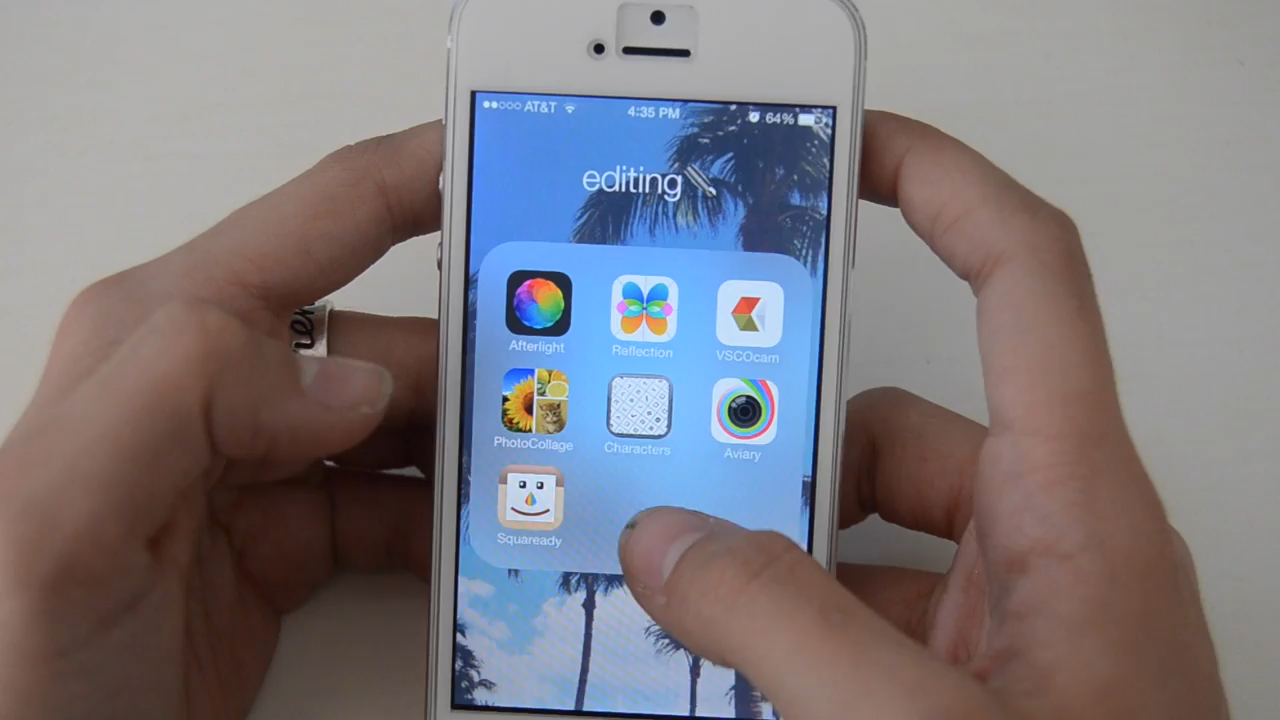 AT&T 4:35 PM 64%
editing
Afterlight Reflection VSCOcam
PhotoCollage Characters Aviary
Squaready